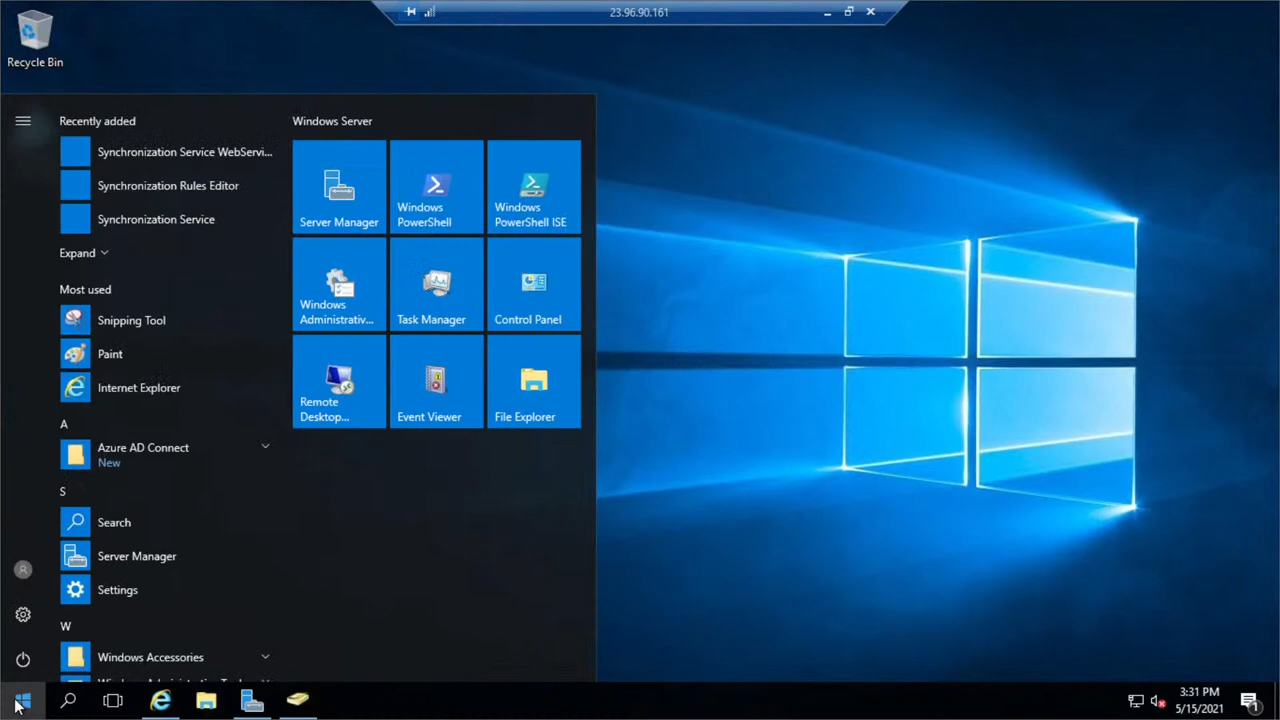 23.96.90.161
Recycle Bin
Recently added
Synchronization Service WebServi...
Synchronization Rules Editor
Synchronization Service
Expand
Most used
Snipping Tool
Paint
Internet Explorer
A
Azure AD Connect
New
S
Search
Server Manager
Settings
W
Windows Accessories
Windows Server
Server Manager
Windows
PowerShell
Windows
PowerShell ISE
Windows
Administrativ...
Task Manager
Control Panel
Remote
Desktop...
Event Viewer
File Explorer
3:31 PM
5/15/2021
1